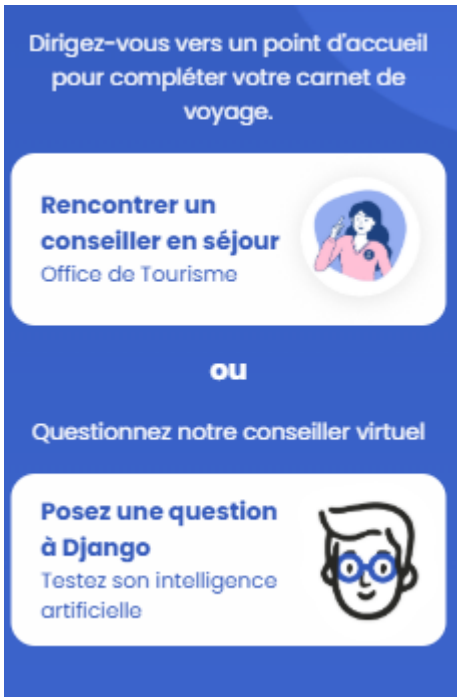 Dirigez-vous vers un point d'accueil
pour compléter votre carnet de
voyage.
Rencontrer un
conseiller en séjour
Office de Tourisme
ou
Questionnez notre conseiller virtuel
Posez une question
à Django
Testez son intelligence
artificielle